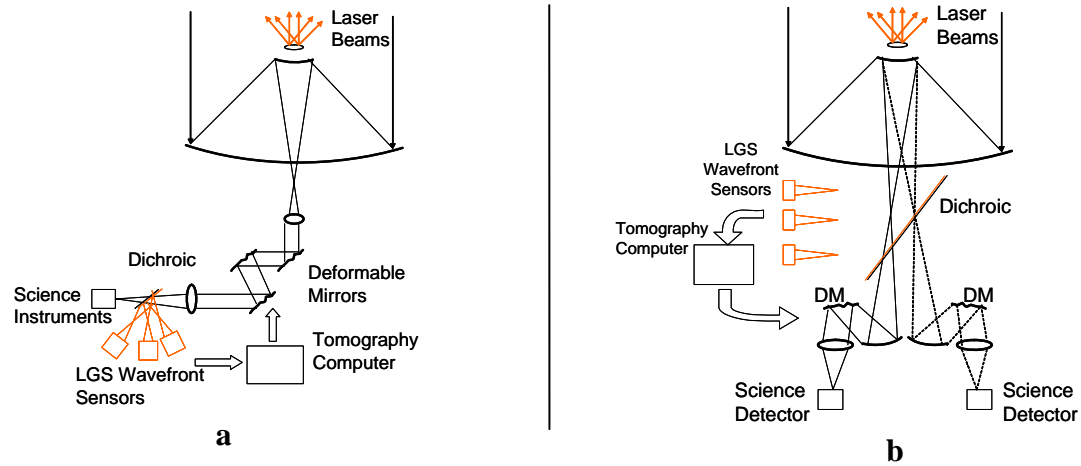 Laser
Beams
Dichroic
Deformable
Mirrors
Science
Instruments
Tomography
Computer
LGS Wavefront
Sensors
a
Laser
Beams
LGS
Wavefront
Sensors
Dichroic
Tomography
Computer
DM
DM
Science
Detector
Science
Detector
b